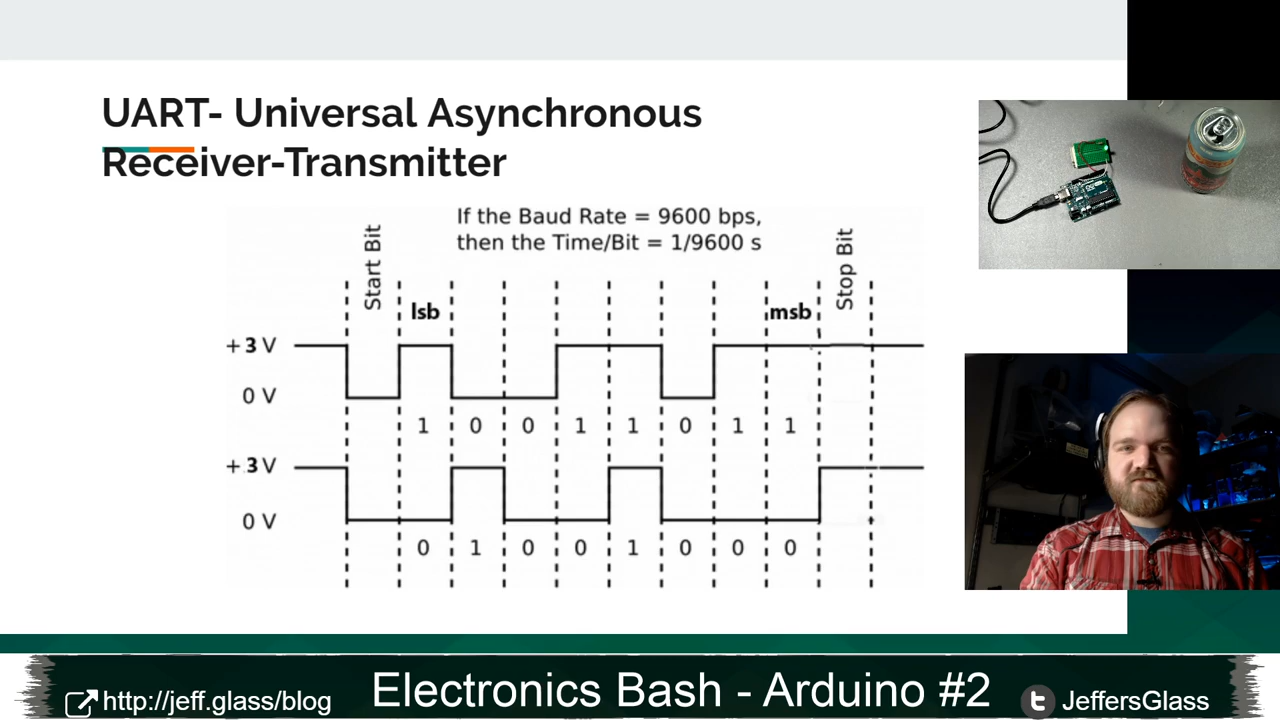 UART- Universal Asynchronous
Receiver-Transmitter
If the Baud Rate = 9600 bps,
then the Time/Bit = 1/9600 s
Start Bit
Stop Bit
lsb
msb
+3 V
0 V
1 0 0 1 1 0 1 1
+3 V
0 V
0 1 0 0 1 0 0 0
http://jeff.glass/blog
Electronics Bash - Arduino #2
JeffersGlass